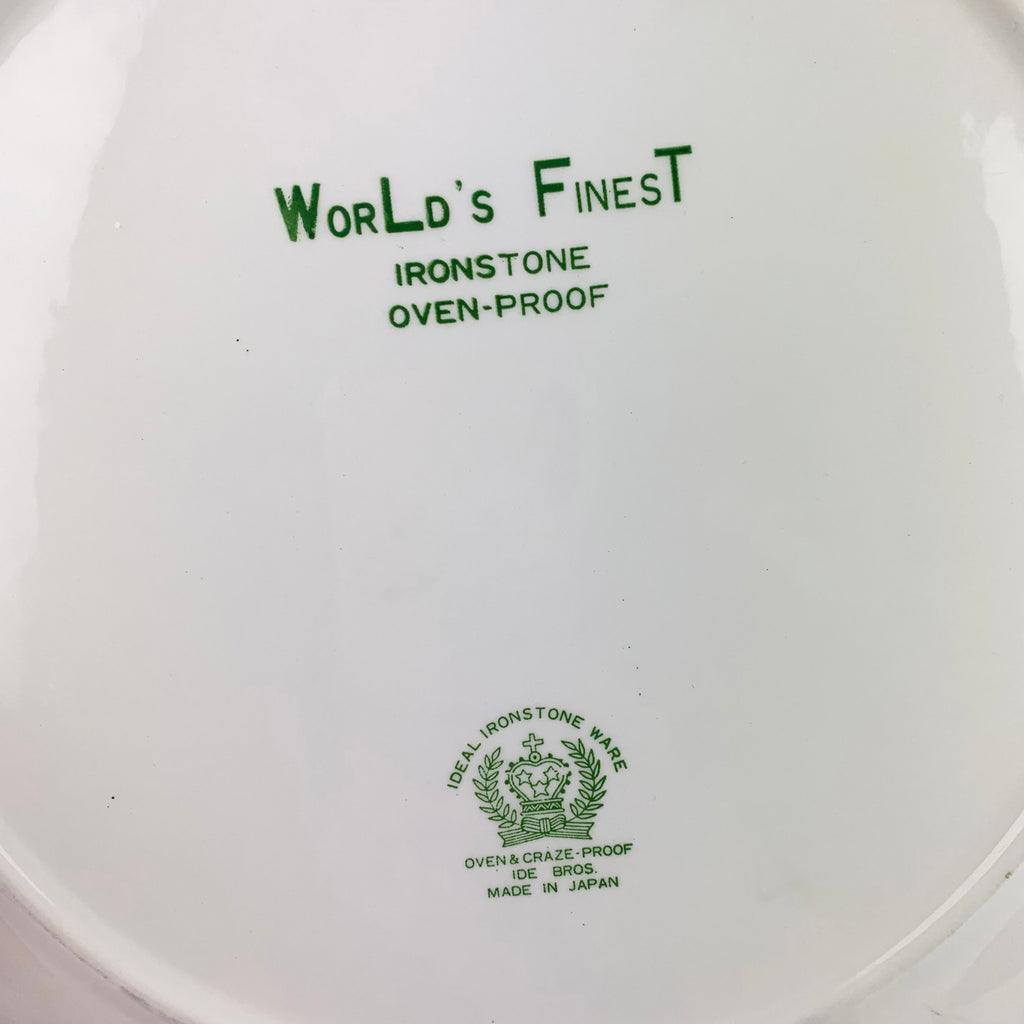 WorLd's FinesT
IRONSTONE
OVEN-PROOF
IDEAL IRONSTONE WARE
OVEN & CRAZE-PROOF
IDE BROS.
MADE IN JAPAN